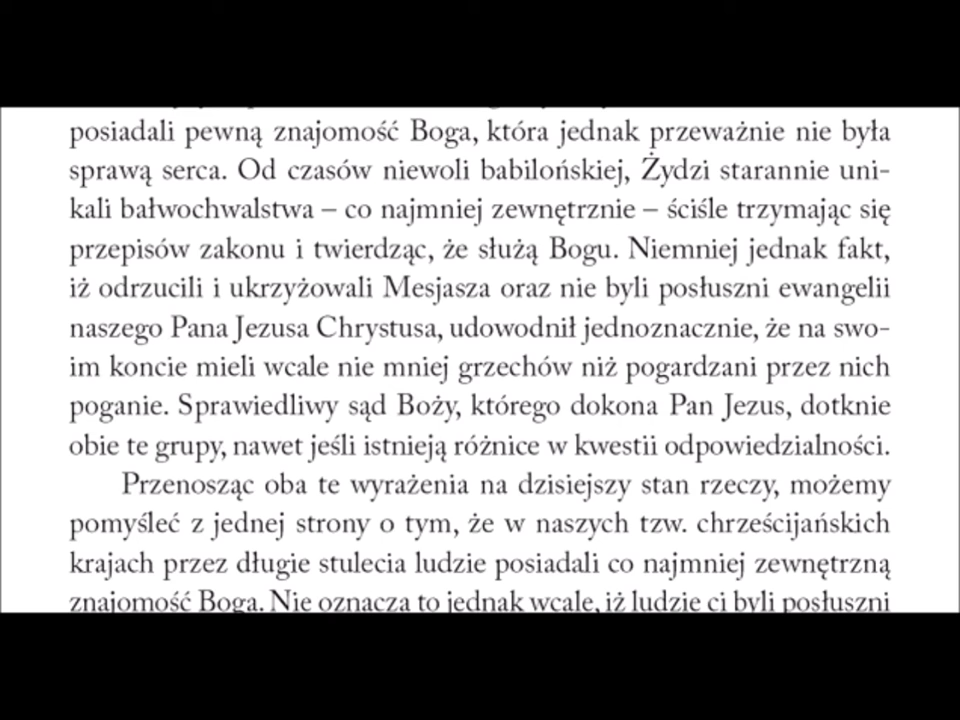 posiadali pewną znajomość Boga, która jednak przeważnie nie była
sprawą serca. Od czasów niewoli babilońskiej, Żydzi starannie uni-
kali bałwochwalstwa – co najmniej zewnętrznie – ściśle trzymając się
przepisów zakonu i twierdząc, że służą Bogu. Niemniej jednak fakt,
iż odrzucili i ukrzyżowali Mesjasza oraz nie byli posłuszni ewangelii
naszego Pana Jezusa Chrystusa, udowodnił jednoznacznie, że na swo-
im koncie mieli wcale nie mniej grzechów niż pogardzani przez nich
poganie. Sprawiedliwy sąd Boży, którego dokona Pan Jezus, dotknie
obie te grupy, nawet jeśli istnieją różnice w kwestii odpowiedzialności.
Przenosząc oba te wyrażenia na dzisiejszy stan rzeczy, możemy
pomyśleć z jednej strony o tym, że w naszych tzw. chrześcijańskich
krajach przez długie stulecia ludzie posiadali co najmniej zewnętrzną
znajomość Boga. Nie oznacza to jednak wcale, iż ludzie ci byli posłuszni